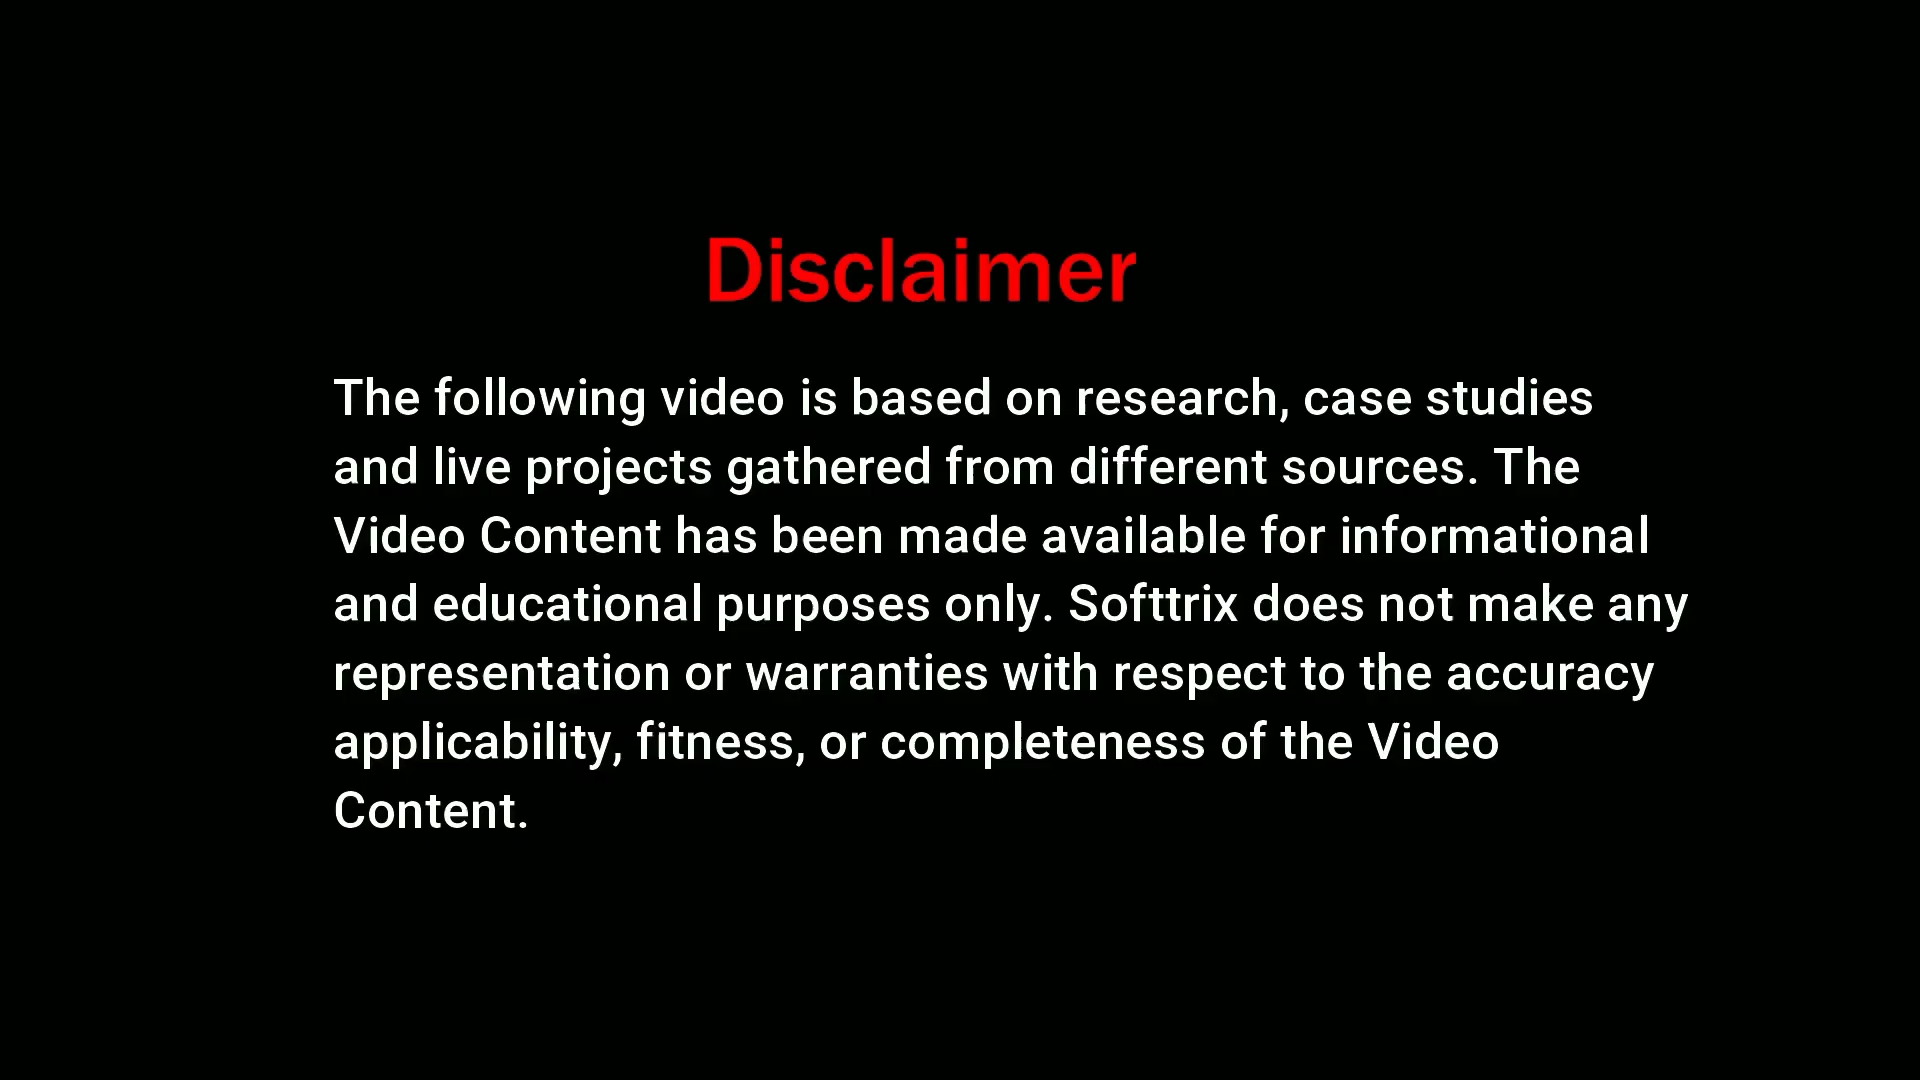 Disclaimer
The following video is based on research, case studies
and live projects gathered from different sources. The
Video Content has been made available for informational
and educational purposes only. Softtrix does not make any
representation or warranties with respect to the accuracy
applicability, fitness, or completeness of the Video
Content.